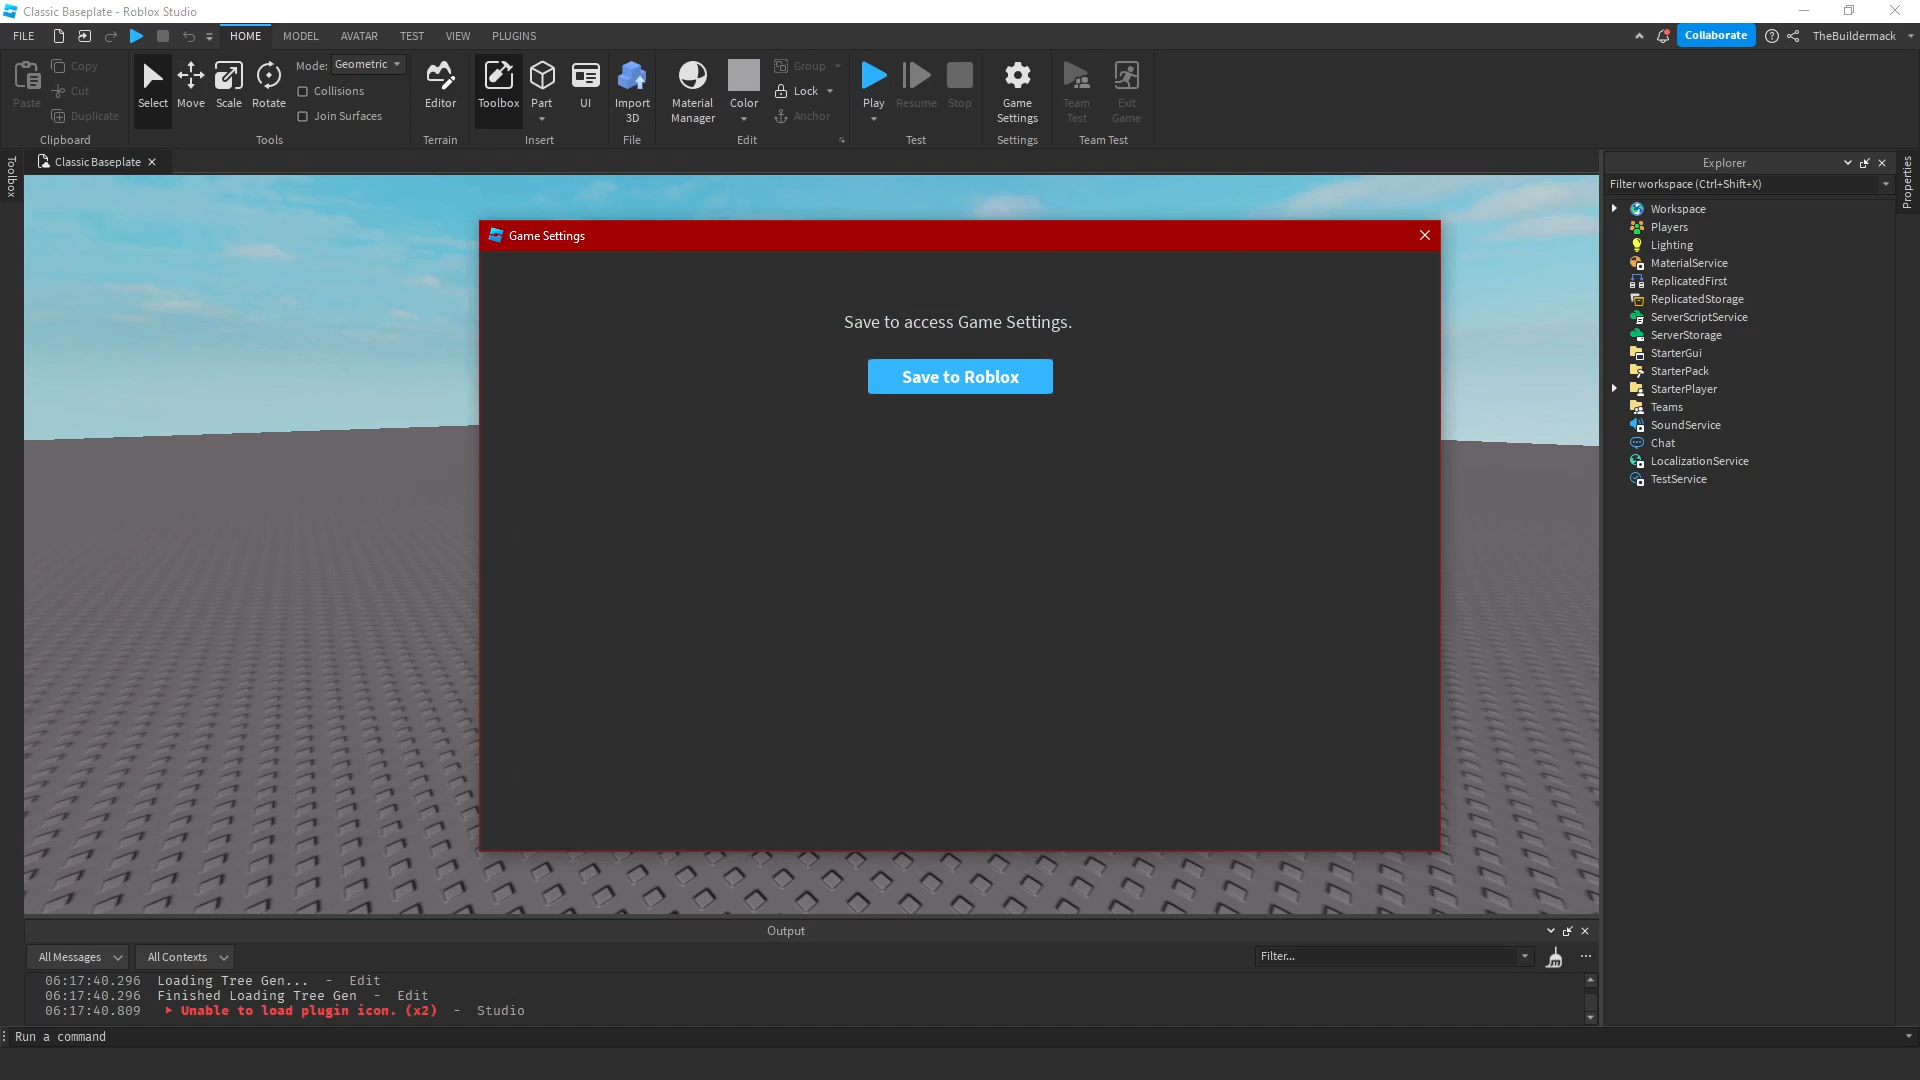 Classic Baseplate - Roblox Studio
FILE HOME MODEL AVATAR TEST VIEW PLUGINS Collaborate TheBuildermack
Paste
Copy
Cut
Duplicate
Clipboard
Select Move Scale Rotate
Mode: Geometric
Collisions
Join Surfaces
Tools
Editor
Terrain
Toolbox Part UI
Insert
Import
3D
File
Material
Manager
Color
Group
Lock
Anchor
Edit
Play Resume Stop
Test
Game
Settings
Settings
Team
Test
Exit
Game
Team Test
Toolbox
Classic Baseplate
Game Settings
Save to access Game Settings.
Save to Roblox
Explorer
Filter workspace (Ctrl+Shift+X)
Workspace
Players
Lighting
MaterialService
ReplicatedFirst
ReplicatedStorage
ServerScriptService
ServerStorage
StarterGui
StarterPack
StarterPlayer
Teams
SoundService
Chat
LocalizationService
TestService
Properties
Output
All Messages All Contexts Filter...
06:17:40.296 Loading Tree Gen... - Edit
06:17:40.296 Finished Loading Tree Gen - Edit
06:17:40.809 Unable to load plugin icon. (x2) - Studio
Run a command